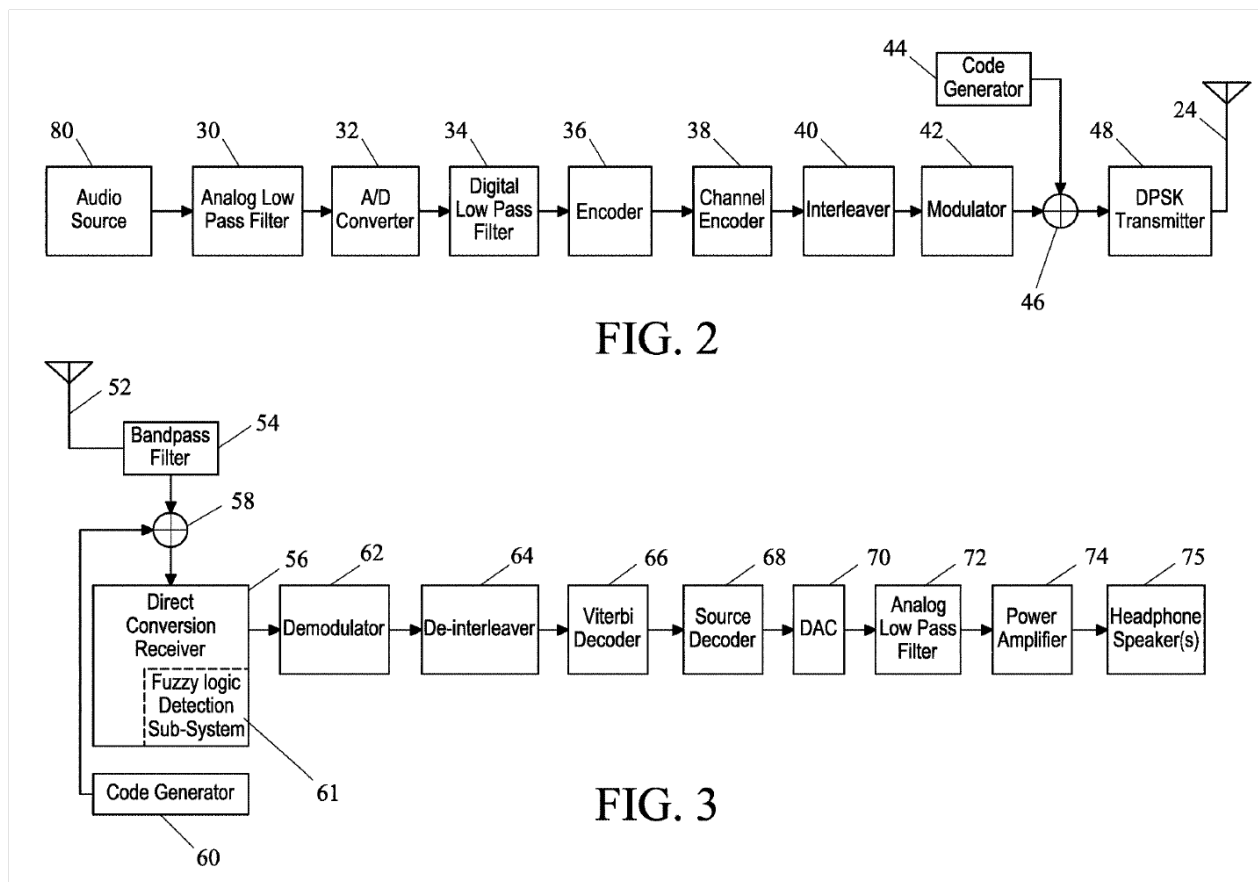 44
Code
Generator
80
30
32
34
36
38
40
42
48
24
Audio
Source
Analog Low
Pass Filter
A/D
Converter
Digital
Low Pass
Filter
Encoder
Channel
Encoder
Interleaver
Modulator
DPSK
Transmitter
46
FIG. 2
52
Bandpass
Filter
54
58
56
62
64
66
68
70
72
74
75
Direct
Conversion
Receiver
Fuzzy logic
Detection
Sub-System
Demodulator
De-interleaver
Viterbi
Decoder
Source
Decoder
DAC
Analog
Low Pass
Filter
Power
Amplifier
Headphone
Speaker(s)
61
Code Generator
60
FIG. 3